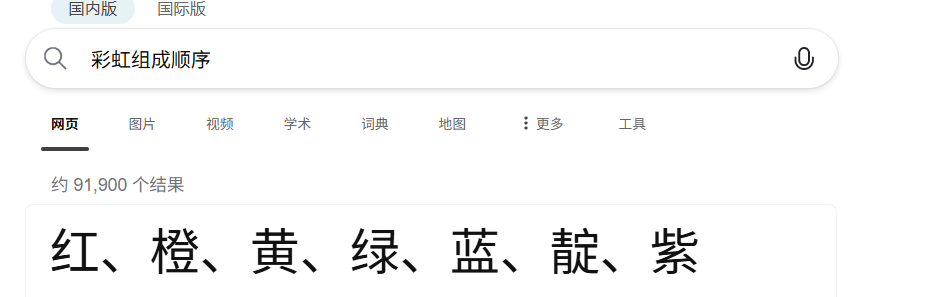 国内版 国际版
彩虹组成顺序
网页 图片 视频 学术 词典 地图 更多 工具
约 91,900 个结果
红、橙、黄、绿、蓝、靛、紫